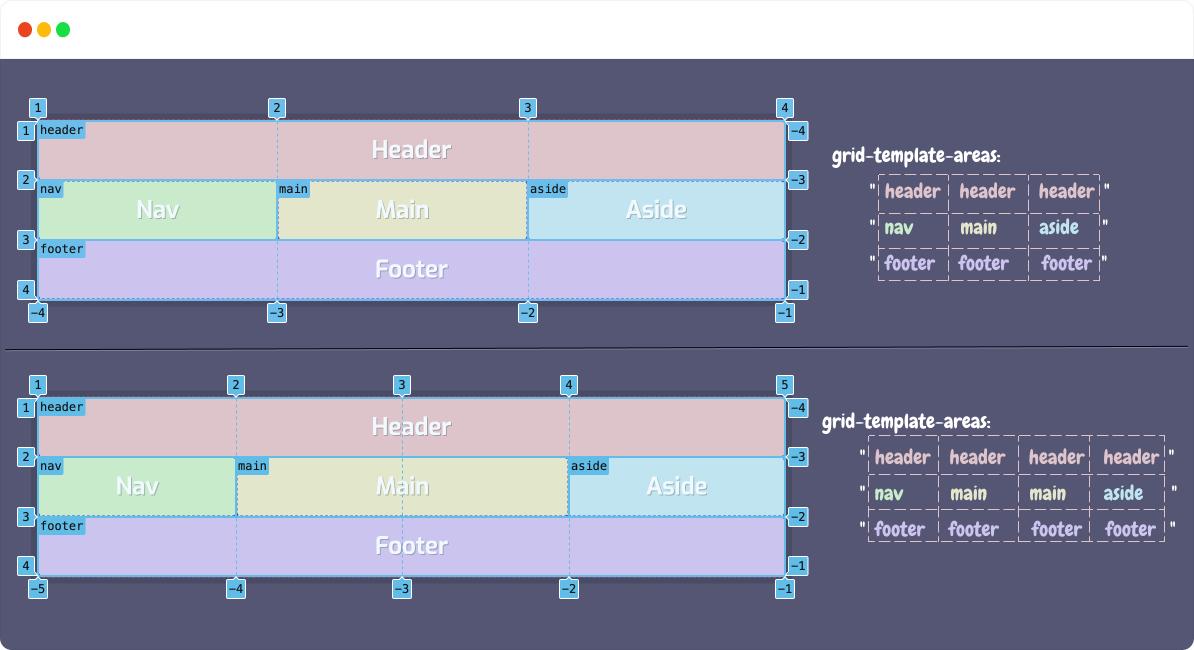 1 2 3 4
1 header Header -4
grid-template-areas:
2 nav main aside -3
" header header header "
Nav Main Aside
" nav main aside "
3 footer -2
" footer footer footer "
Footer
4 -1
-4 -3 -2 -1
1 2 3 4 5
1 header Header -4
grid-template-areas:
2 nav main aside -3
" header header header header "
Nav Main Aside
" nav main main aside "
3 footer -2
" footer footer footer footer "
Footer
4 -1
-5 -4 -3 -2 -1